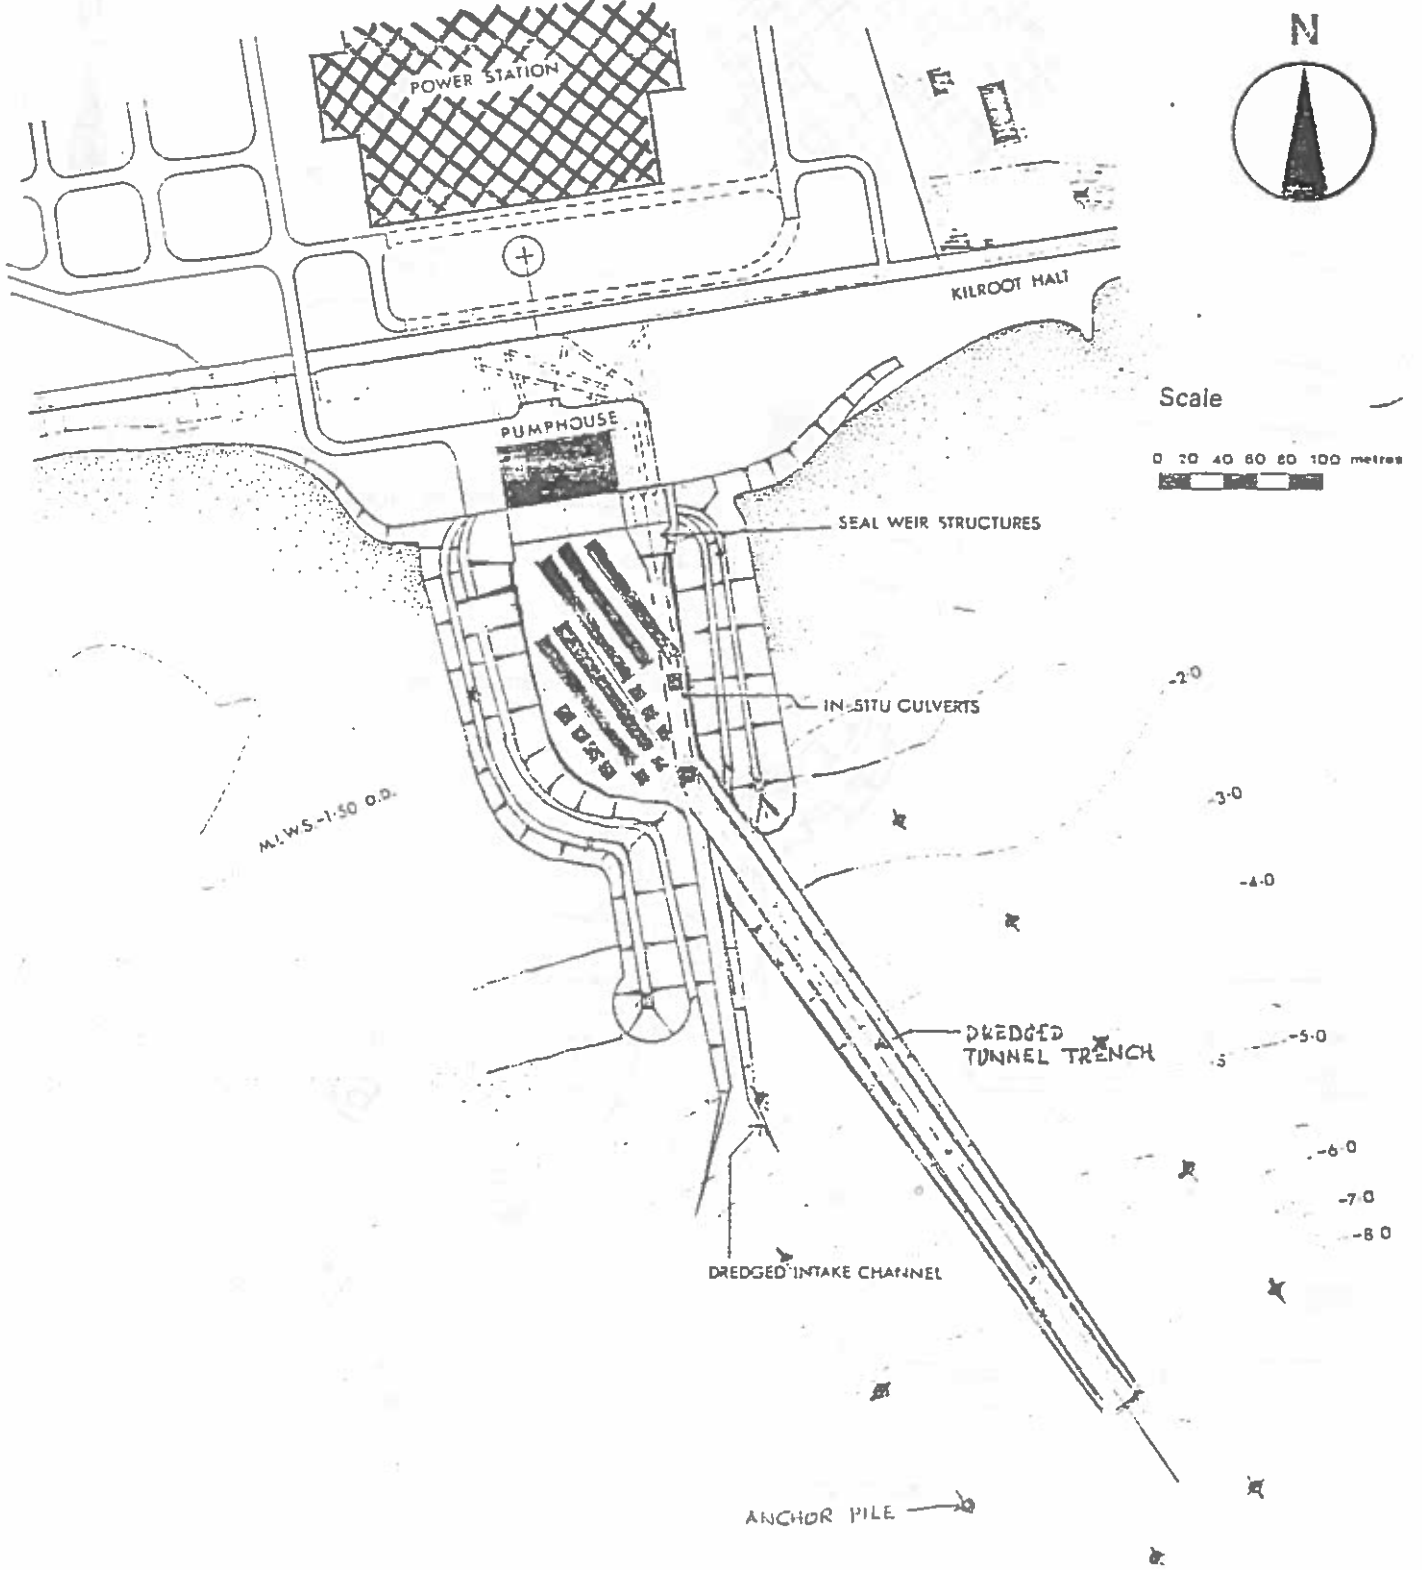 N
POWER STATION
KILROOT HALT
Scale
0 20 40 60 80 100 metres
PUMPHOUSE
SEAL WEIR STRUCTURES
IN-SITU CULVERTS
-2·0
-3·0
M.L.W.S.-1·50 O.D.
-4·0
DREDGED
TUNNEL TRENCH
-5·0
·5
-6·0
-7·0
-8·0
DREDGED INTAKE CHANNEL
ANCHOR PILE